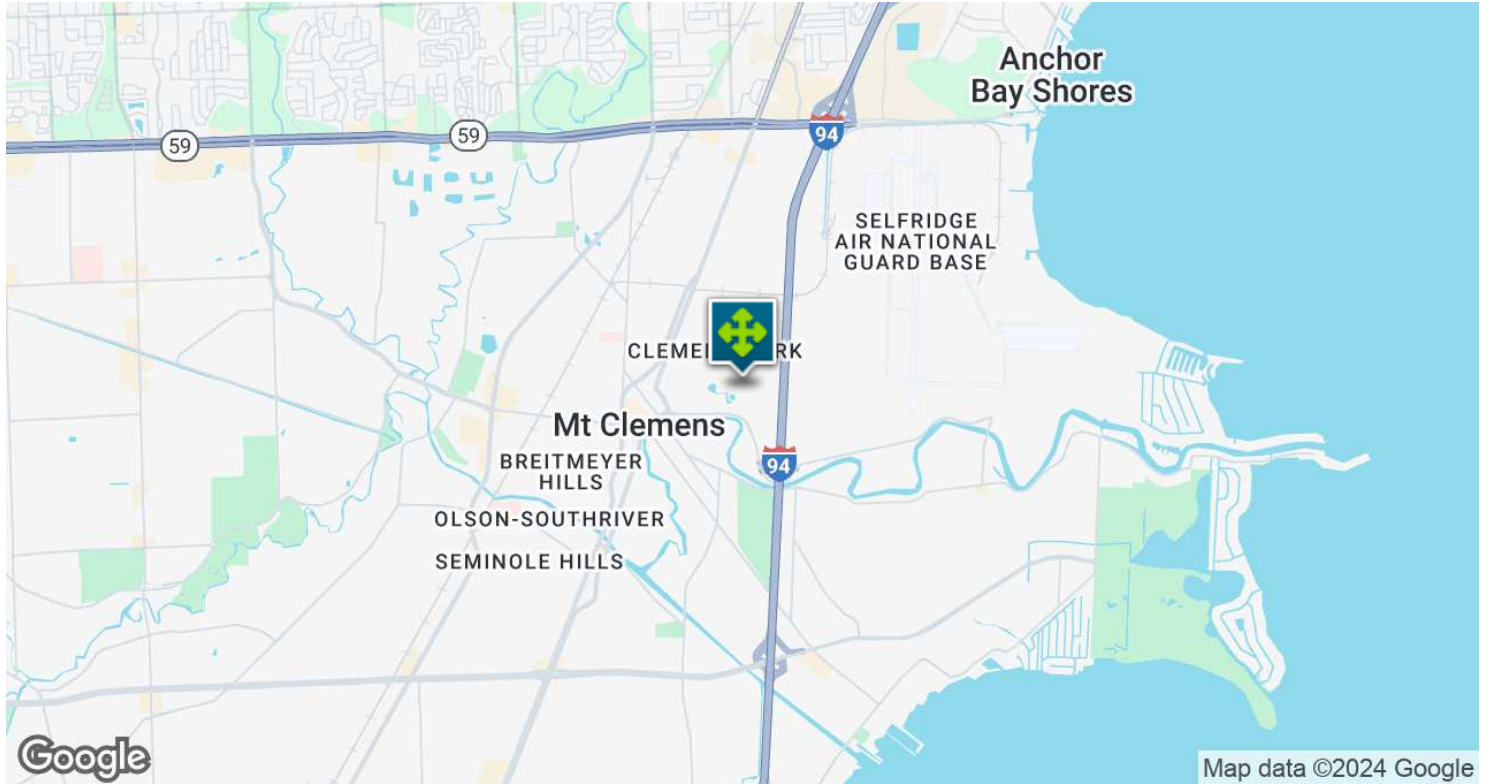 Anchor
Bay Shores
59
59
94
SELFRIDGE
AIR NATIONAL
GUARD BASE
Mt Clemens
BREITMEYER
HILLS
94
OLSON-SOUTHRIVER
SEMINOLE HILLS
Google
Map data ©2024 Google